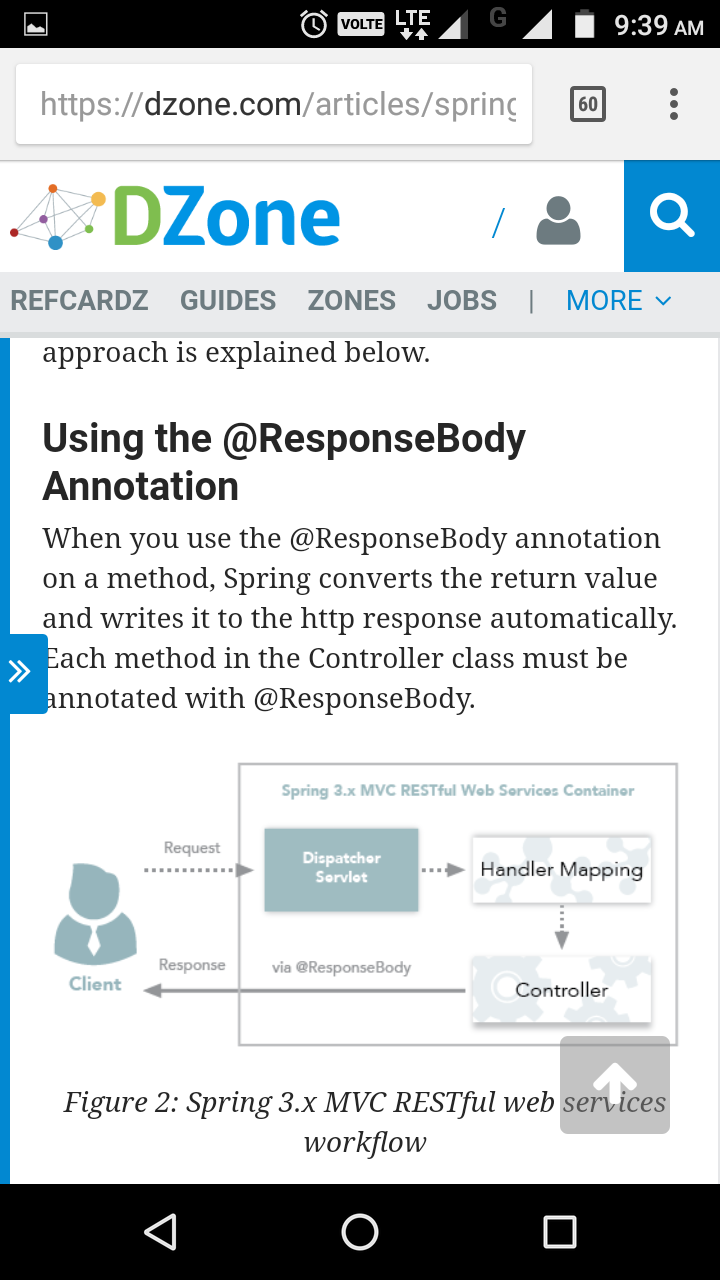 VOLTE LTE G 9:39 AM
https://dzone.com/articles/spring
60
DZone /
REFCARDZ GUIDES ZONES JOBS | MORE
approach is explained below.
Using the @ResponseBody
Annotation
When you use the @ResponseBody annotation
on a method, Spring converts the return value
and writes it to the http response automatically.
Each method in the Controller class must be
annotated with @ResponseBody.
Spring 3.x MVC RESTful Web Services Container
Request
Dispatcher
Servlet
Handler Mapping
Client
Response
via @ResponseBody
Controller
Figure 2: Spring 3.x MVC RESTful web services
workflow